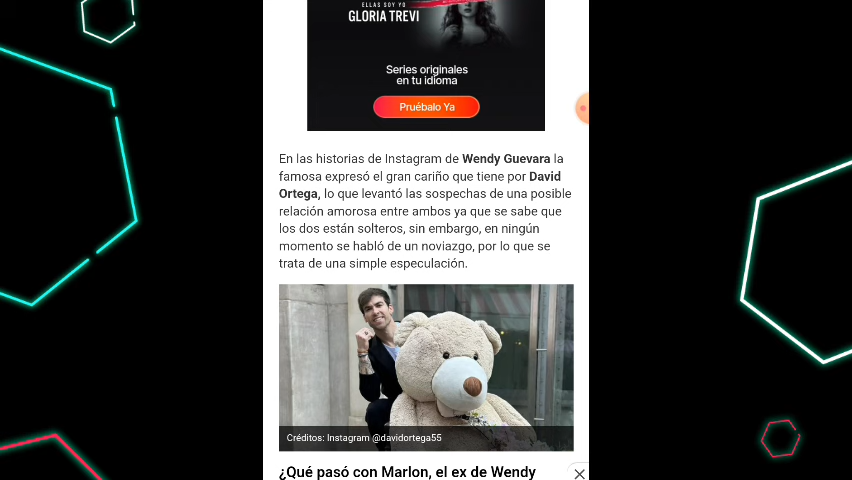 ELLAS SOY YO
GLORIA TREVI
Series originales
en tu idioma
Pruébalo Ya
En las historias de Instagram de Wendy Guevara la
famosa expresó el gran cariño que tiene por David
Ortega, lo que levantó las sospechas de una posible
relación amorosa entre ambos ya que se sabe que
los dos están solteros, sin embargo, en ningún
momento se habló de un noviazgo, por lo que se
trata de una simple especulación.
Créditos: Instagram @davidortega55
¿Qué pasó con Marlon, el ex de Wendy